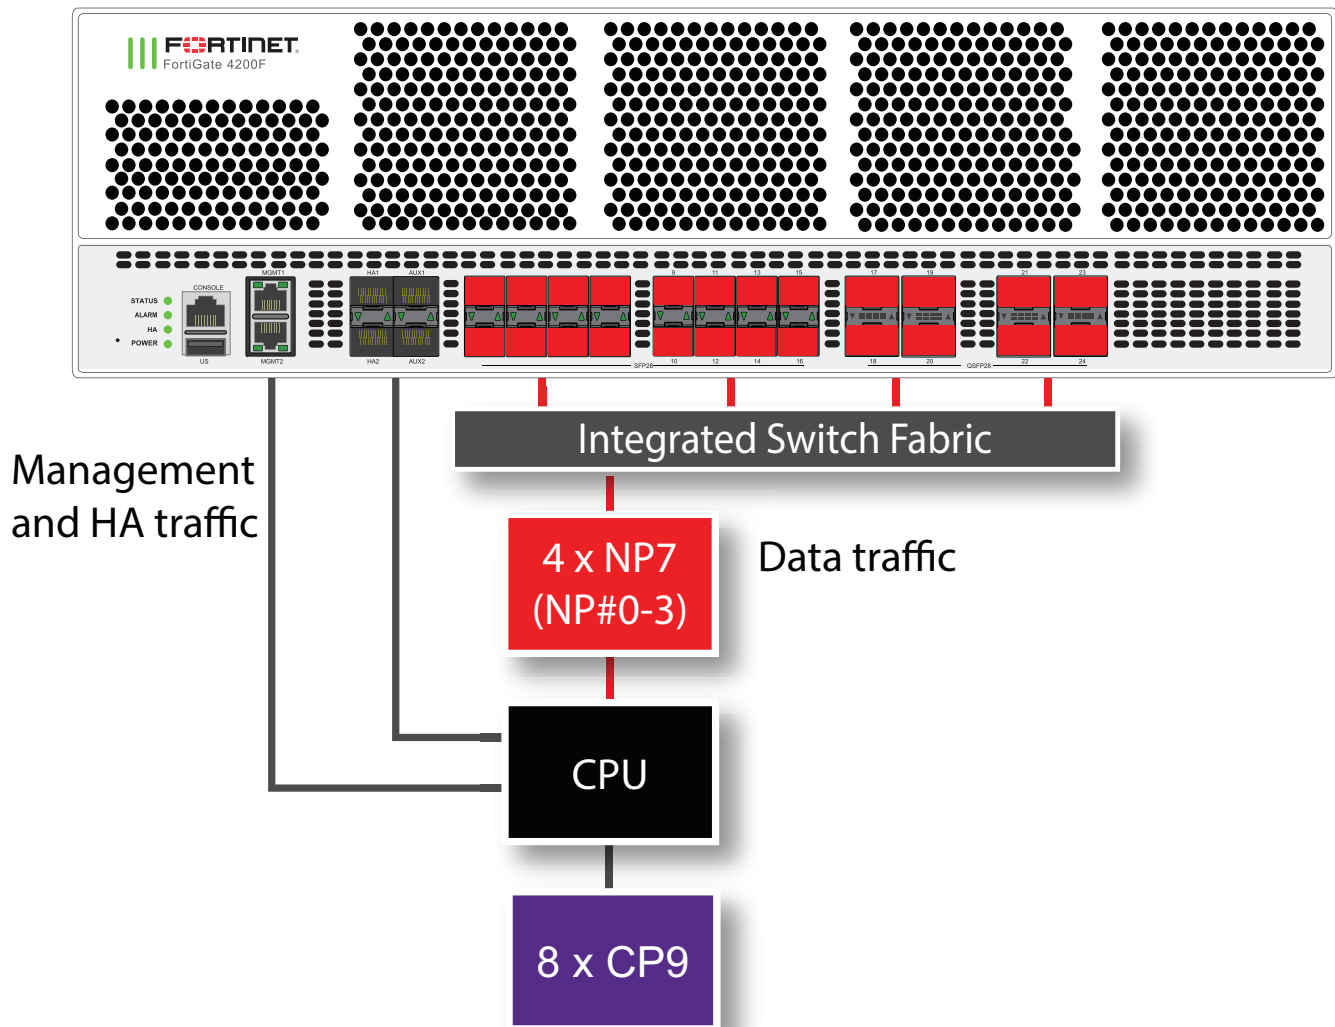 FORTINET
FortiGate 4200F
MGMT1
HA1 AUX1
9 11 13 15
17 19 21 23
CONSOLE
STATUS
ALARM
HA
POWER
US
MGMT2
HA2 AUX2
10 12 14 16
18 20 22 24
SFP28
QSFP28
Integrated Switch Fabric
Management
and HA traffic
4 x NP7
(NP#0-3)
Data traffic
CPU
8 x CP9